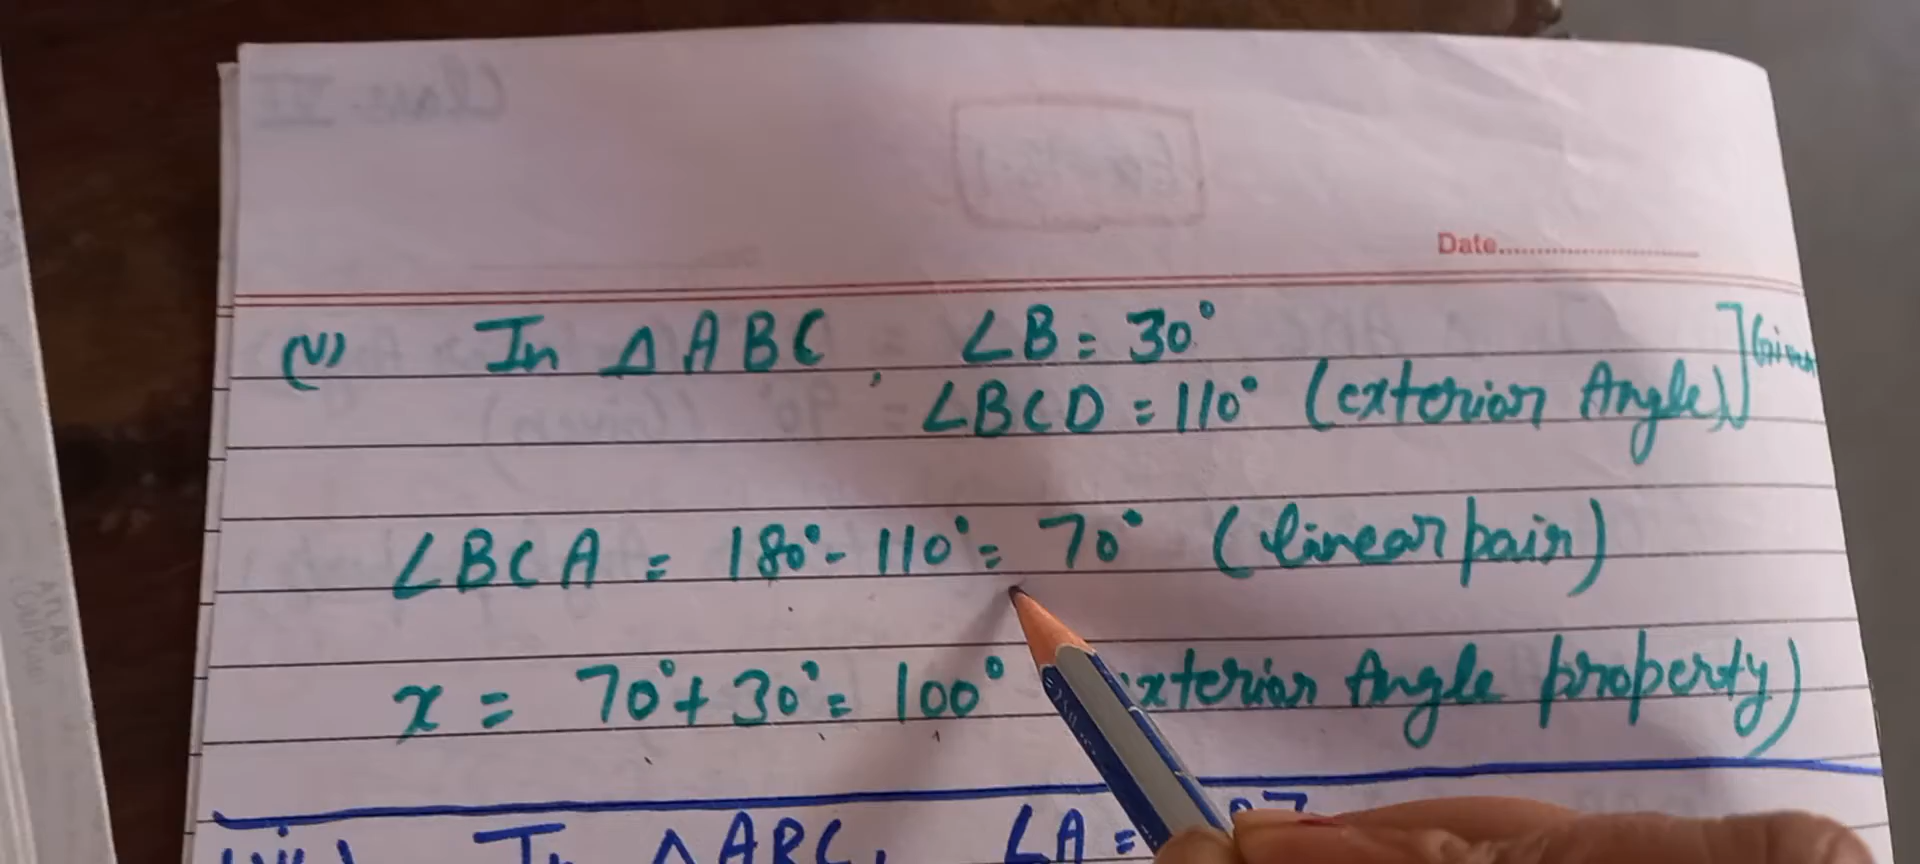 Date
(V) In △ABC, ∠B = 30°
∠BCD = 110° (exterior Angle) ] Given
∠BCA = 180° - 110° = 70° (linear pair)
x = 70° + 30° = 100° xterior Angle property)
In △ABC, ∠A =